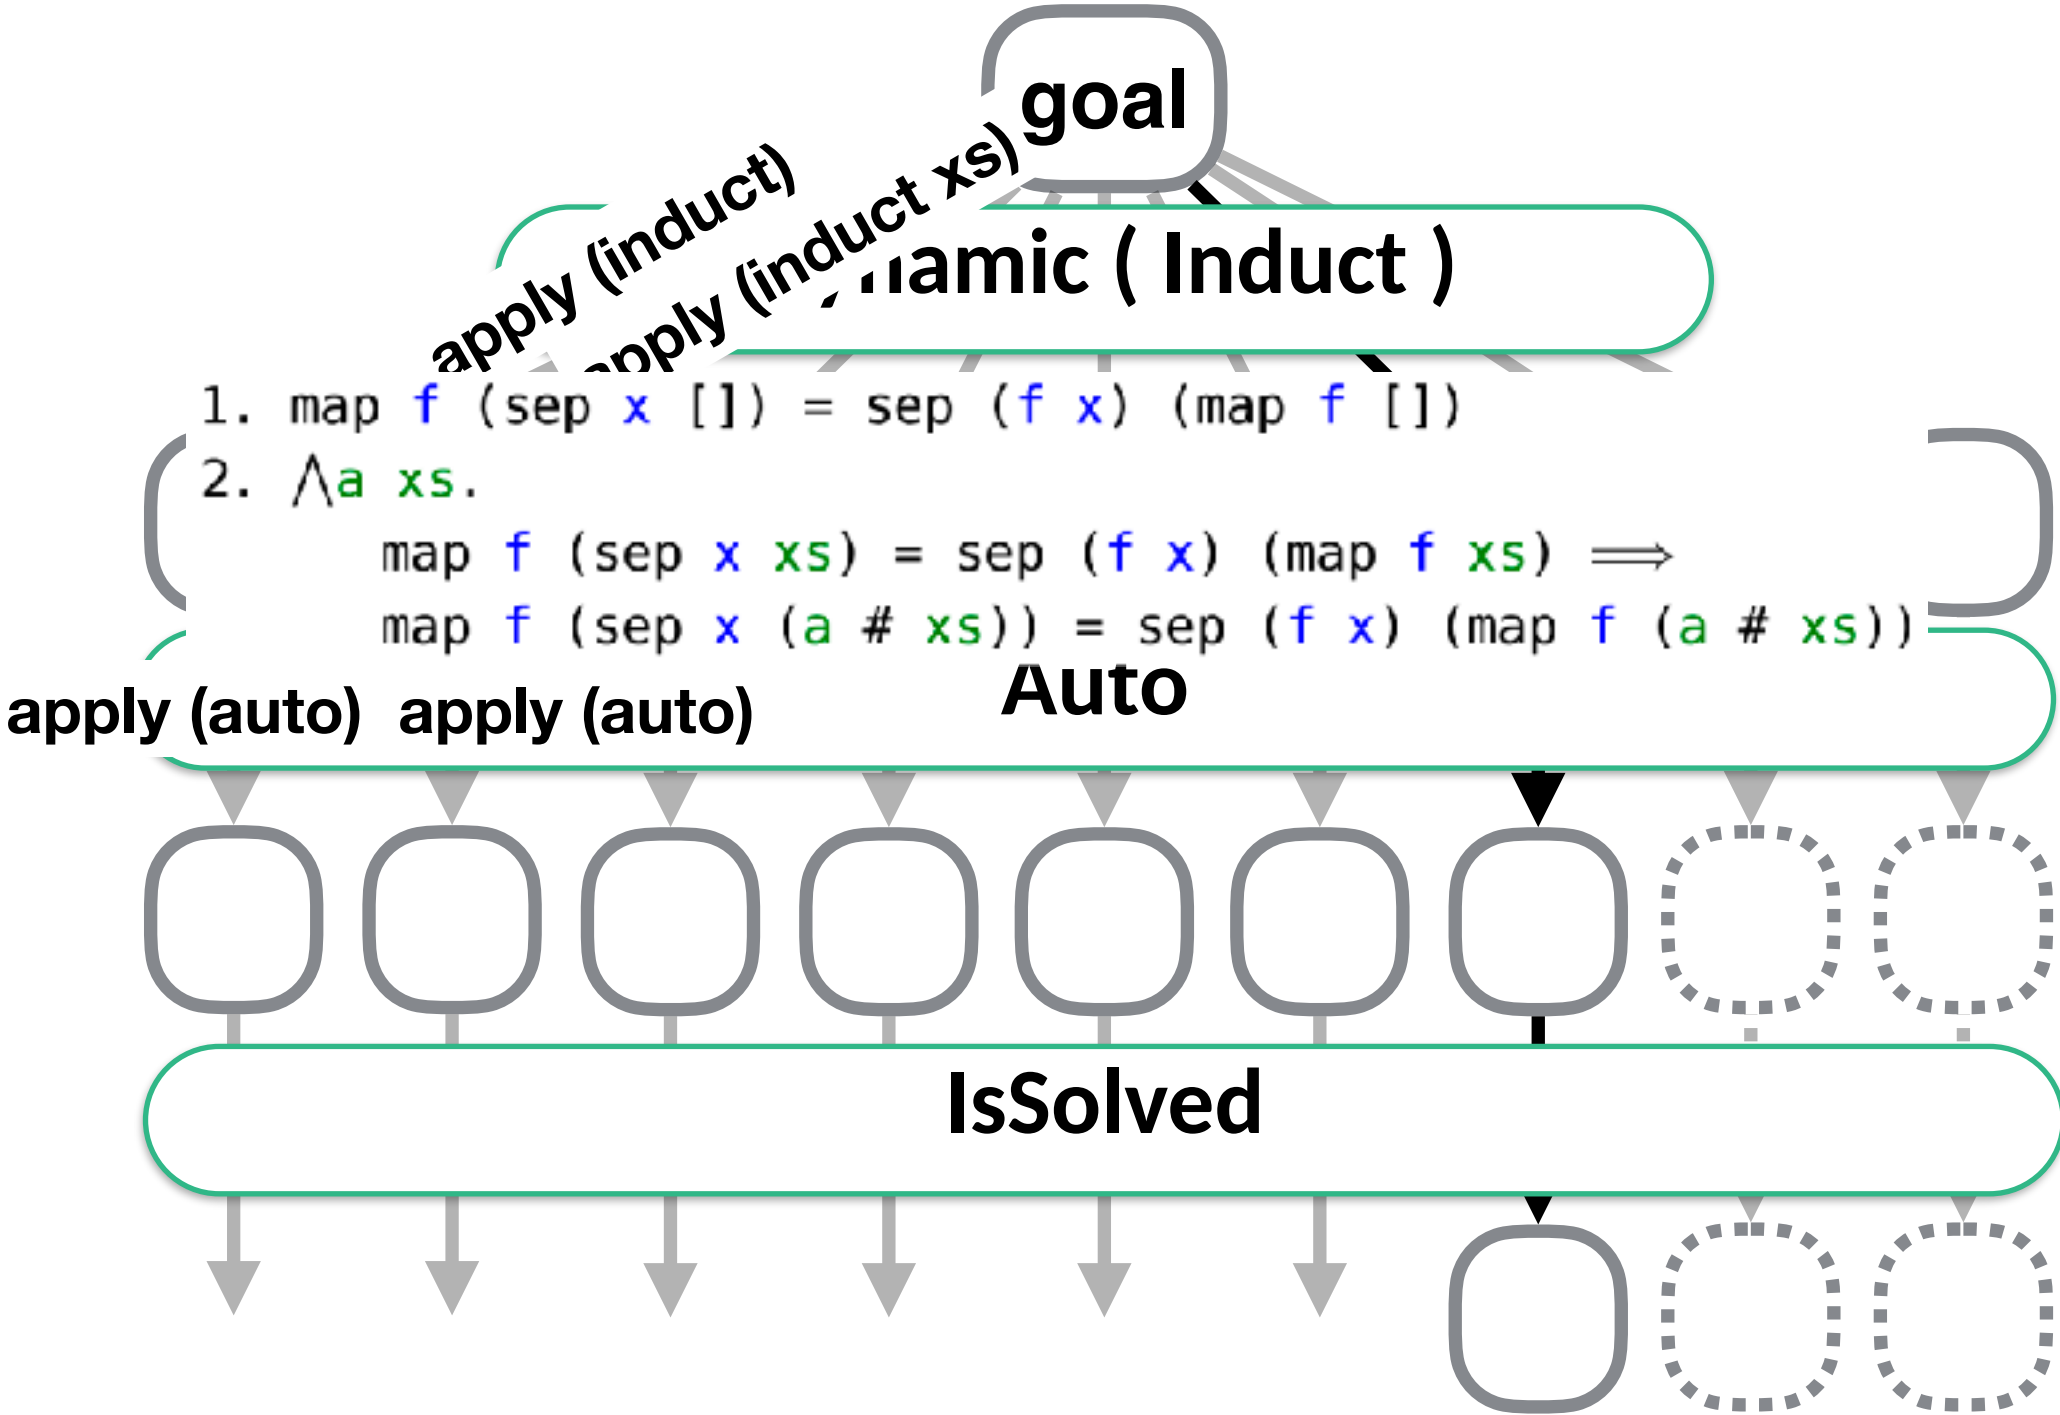 goal
apply (induct)
apply (induct xs)
namic ( Induct )
1. map f (sep x []) = sep (f x) (map f [])
2. ⋀a xs.
map f (sep x xs) = sep (f x) (map f xs) ⟹
map f (sep x (a # xs)) = sep (f x) (map f (a # xs))
Auto
apply (auto) apply (auto)
IsSolved